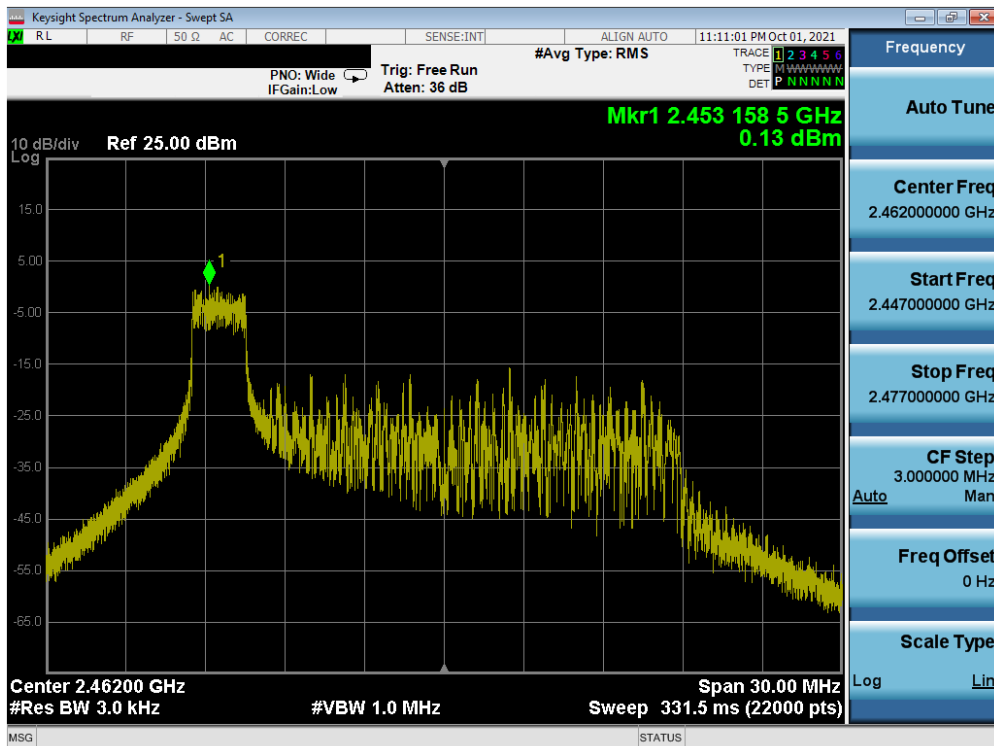 Keysight Spectrum Analyzer - Swept SA
LXI RL RF 50 Ω AC CORREC SENSE:INT ALIGN AUTO 11:11:01 PM Oct 01, 2021
#Avg Type: RMS
TRACE 1 2 3 4 5 6
PNO: Wide Trig: Free Run TYPE M WWWWW
IFGain:Low Atten: 36 dB DET P N N N N N
Mkr1 2.453 158 5 GHz
0.13 dBm
10 dB/div Ref 25.00 dBm
Log
15.0
5.00
1
-5.00
-15.0
-25.0
-35.0
-45.0
-55.0
-65.0
Center 2.46200 GHz Span 30.00 MHz
#Res BW 3.0 kHz #VBW 1.0 MHz Sweep 331.5 ms (22000 pts)
MSG STATUS
Frequency
Auto Tune
Center Freq
2.462000000 GHz
Start Freq
2.447000000 GHz
Stop Freq
2.477000000 GHz
CF Step
3.000000 MHz
Auto Man
Freq Offset
0 Hz
Scale Type
Log Lin